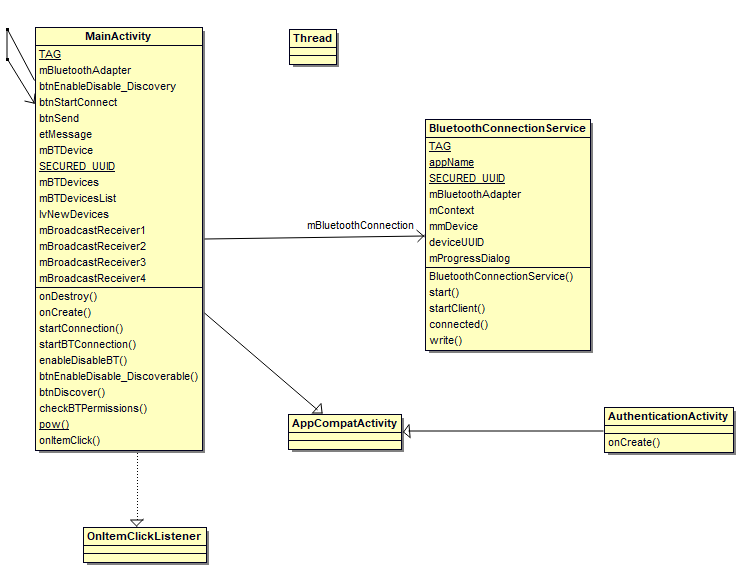 MainActivity
TAG
mBluetoothAdapter
btnEnableDisable_Discovery
btnStartConnect
btnSend
etMessage
mBTDevice
SECURED_UUID
mBTDevices
mBTDevicesList
lvNewDevices
mBroadcastReceiver1
mBroadcastReceiver2
mBroadcastReceiver3
mBroadcastReceiver4
onDestroy()
onCreate()
startConnection()
startBTConnection()
enableDisableBT()
btnEnableDisable_Discoverable()
btnDiscover()
checkBTPermissions()
pow()
onItemClick()
Thread
mBluetoothConnection
BluetoothConnectionService
TAG
appName
SECURED_UUID
mBluetoothAdapter
mContext
mmDevice
deviceUUID
mProgressDialog
BluetoothConnectionService()
start()
startClient()
connected()
write()
AppCompatActivity
AuthenticationActivity
onCreate()
OnItemClickListener